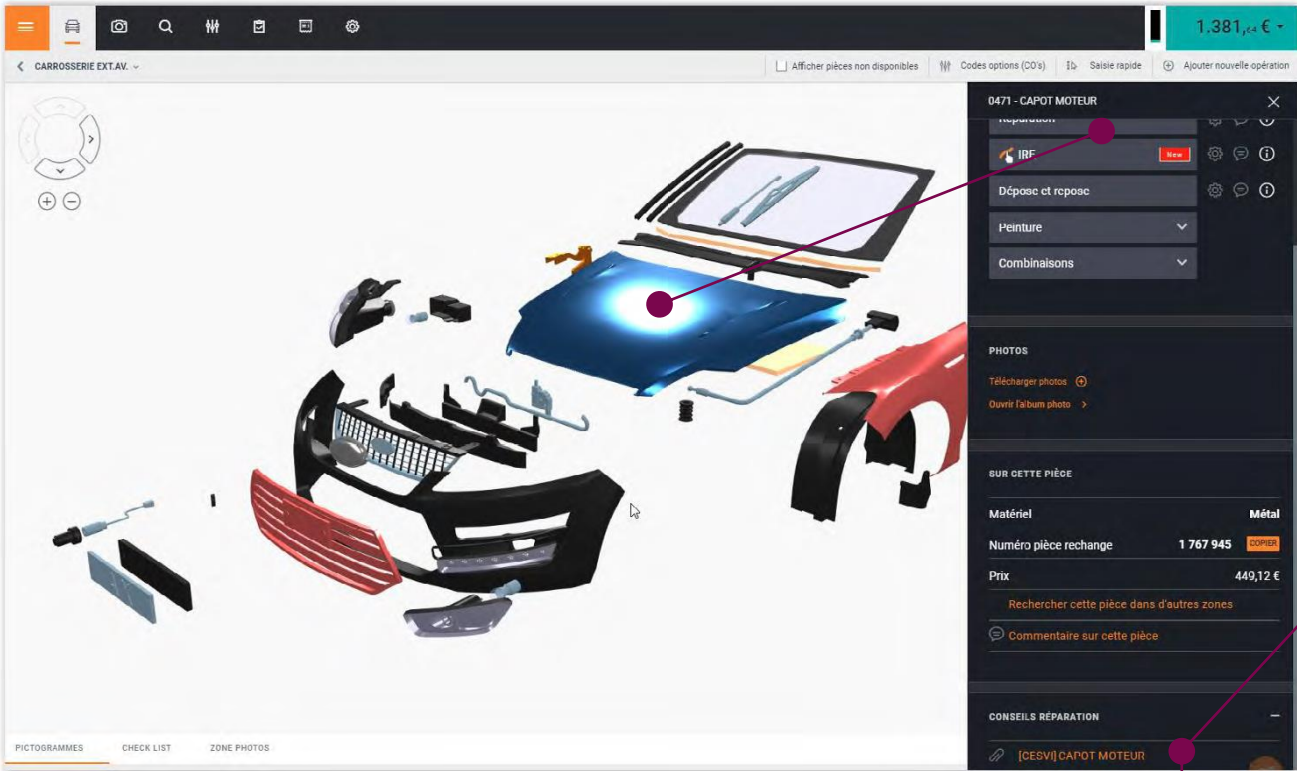 1.381,64 € 
CARROSSERIE EXT.AV.
Afficher pièces non disponibles
Codes options (CO's)
Saisie rapide
Ajouter nouvelle opération
0471 - CAPOT MOTEUR
Réparation
IRE
New
Dépose et repose
Peinture
Combinaisons
PHOTOS
Télécharger photos
Ouvrir l'album photo
SUR CETTE PIÈCE
Matériel Métal
Numéro pièce rechange 1 767 945 COPIER
Prix 449,12 €
Rechercher cette pièce dans d'autres zones
Commentaire sur cette pièce
CONSEILS RÉPARATION
[CESVI] CAPOT MOTEUR
PICTOGRAMMES CHECK LIST ZONE PHOTOS